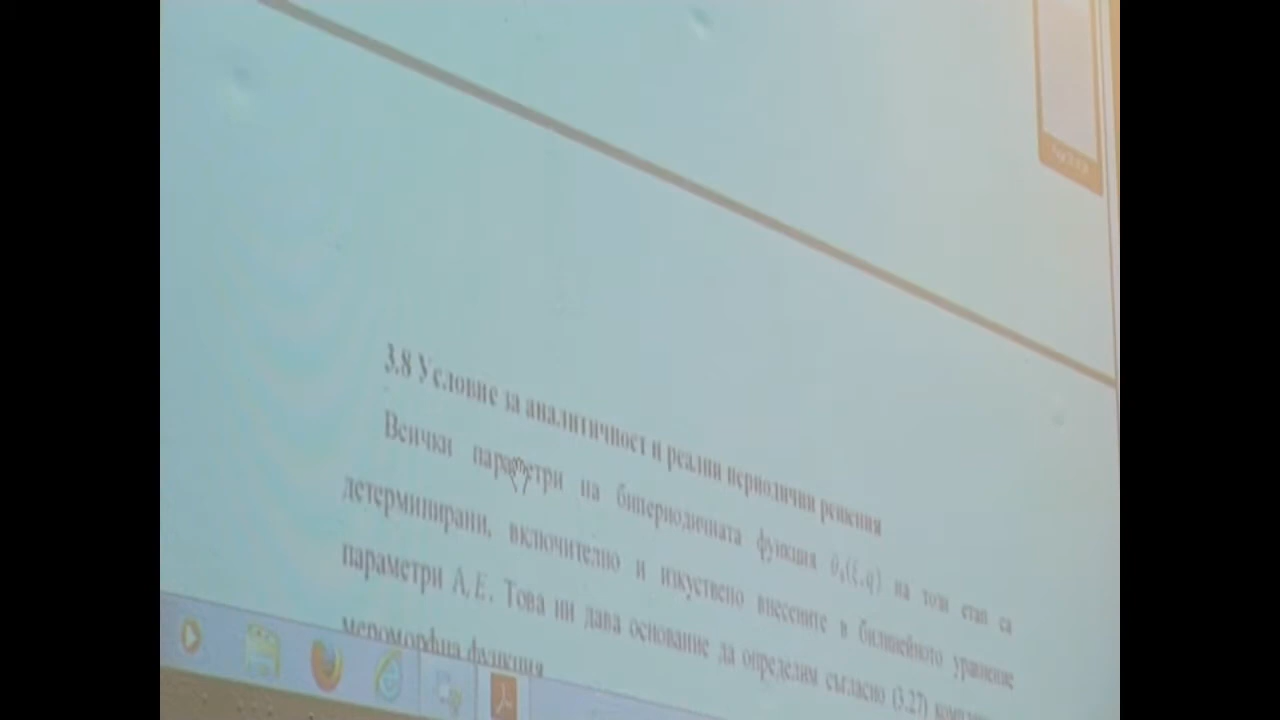 3.8 Условие за аналитичност и реални периодични решения
Всички параметри на бипериодичната функция на този етап са
детерминирани, включително и изкуствено внесените в билинейното уравнение
параметри A, E. Това ни дава основание да определим съгласно (3.27)
мероморфна функция